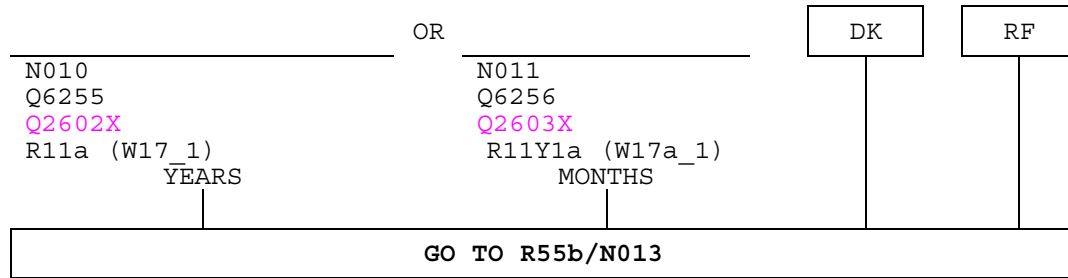 OR DK RF
N010 N011
Q6255 Q6256
Q2602X Q2603X
R11a (W17_1) R11Y1a (W17a_1)
YEARS MONTHS
GO TO R55b/N013